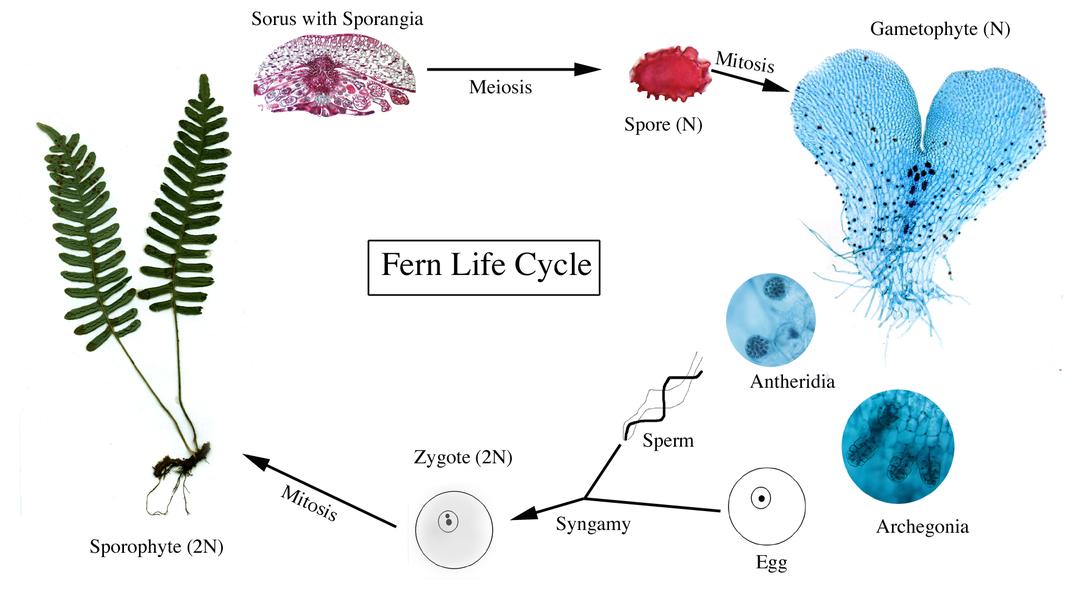 Sorus with Sporangia
Meiosis
Spore (N)
Mitosis
Gametophyte (N)
Fern Life Cycle
Antheridia
Archegonia
Sperm
Egg
Syngamy
Zygote (2N)
Mitosis
Sporophyte (2N)